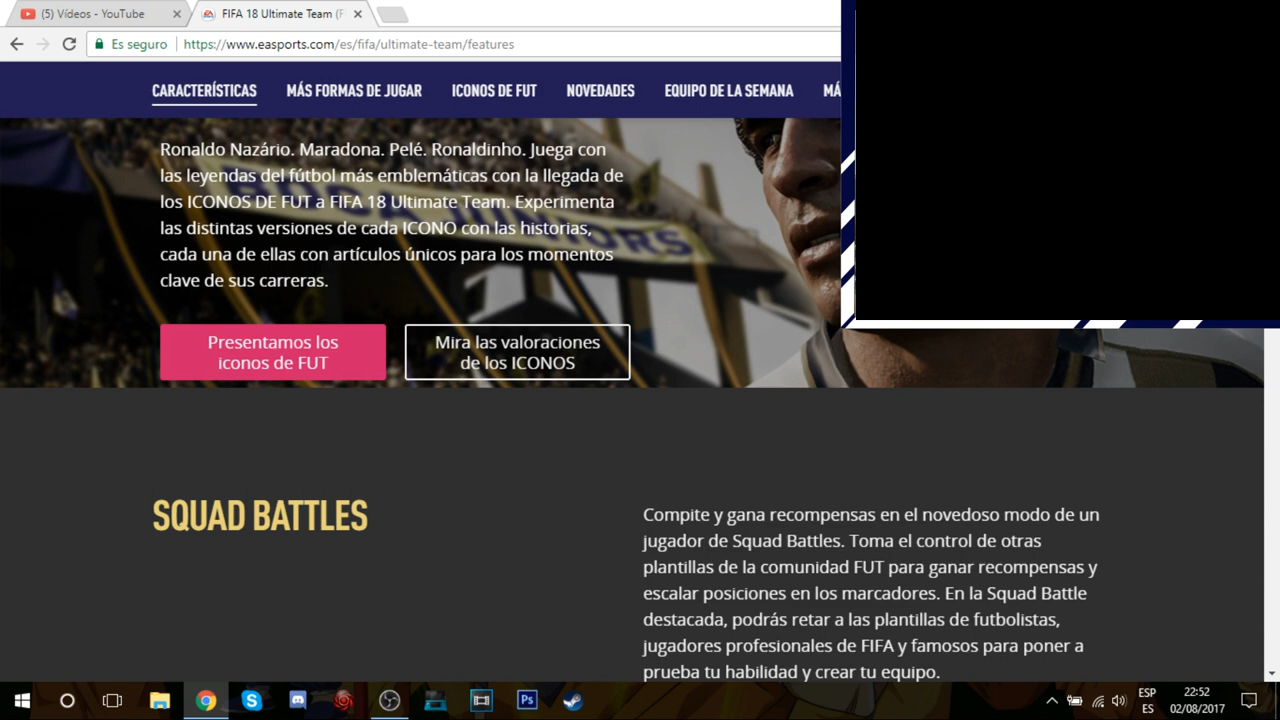 (5) Vídeos - YouTube
FIFA 18 Ultimate Team (F
Es seguro
https://www.easports.com/es/fifa/ultimate-team/features
CARACTERÍSTICAS MÁS FORMAS DE JUGAR ICONOS DE FUT NOVEDADES EQUIPO DE LA SEMANA MÁ
Ronaldo Nazário. Maradona. Pelé. Ronaldinho. Juega con
las leyendas del fútbol más emblemáticas con la llegada de
los ICONOS DE FUT a FIFA 18 Ultimate Team. Experimenta
las distintas versiones de cada ICONO con las historias,
cada una de ellas con artículos únicos para los momentos
clave de sus carreras.
BOCA JUNIORS
Presentamos los
iconos de FUT
Mira las valoraciones
de los ICONOS
SQUAD BATTLES
Compite y gana recompensas en el novedoso modo de un
jugador de Squad Battles. Toma el control de otras
plantillas de la comunidad FUT para ganar recompensas y
escalar posiciones en los marcadores. En la Squad Battle
destacada, podrás retar a las plantillas de futbolistas,
jugadores profesionales de FIFA y famosos para poner a
prueba tu habilidad y crear tu equipo.
Ps
ESP
ES
22:52
02/08/2017